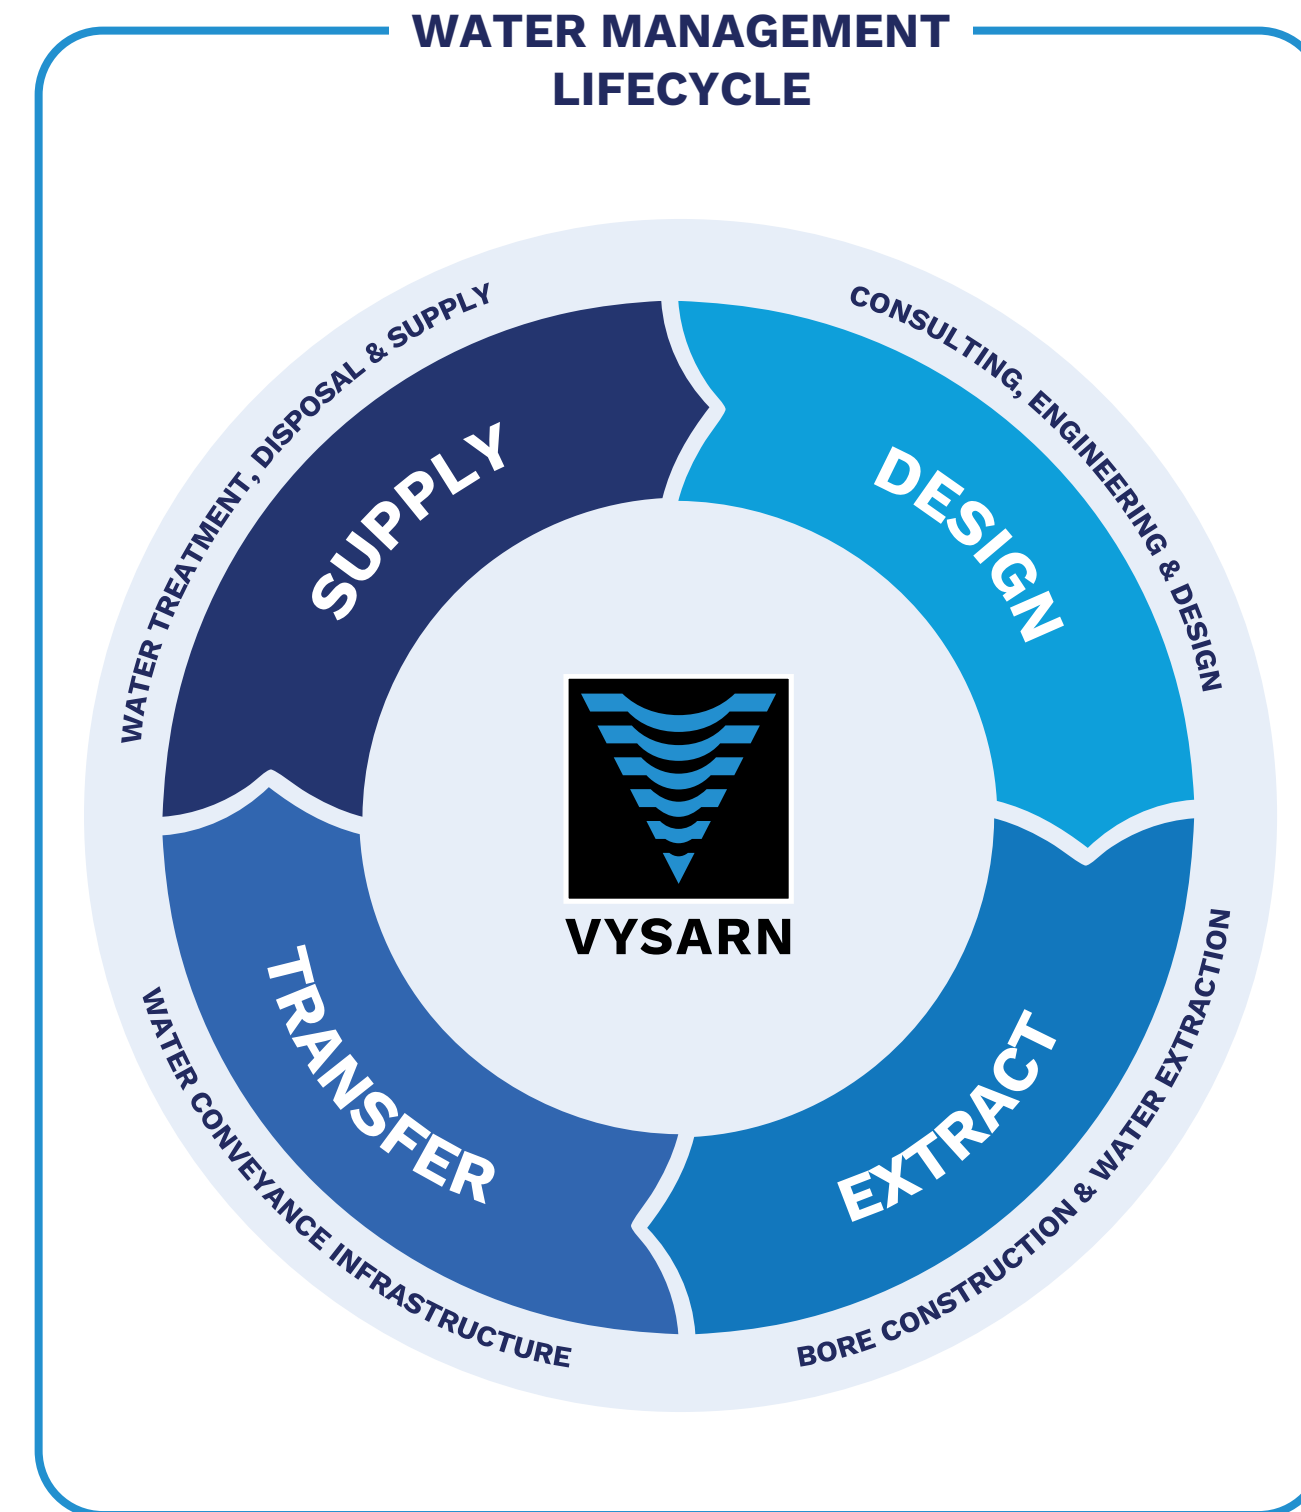 WATER MANAGEMENT
LIFECYCLE
CONSULTING, ENGINEERING & DESIGN
DESIGN
BORE CONSTRUCTION & WATER EXTRACTION
EXTRACT
WATER CONVEYANCE INFRASTRUCTURE
TRANSFER
WATER TREATMENT, DISPOSAL & SUPPLY
SUPPLY
VYSARN